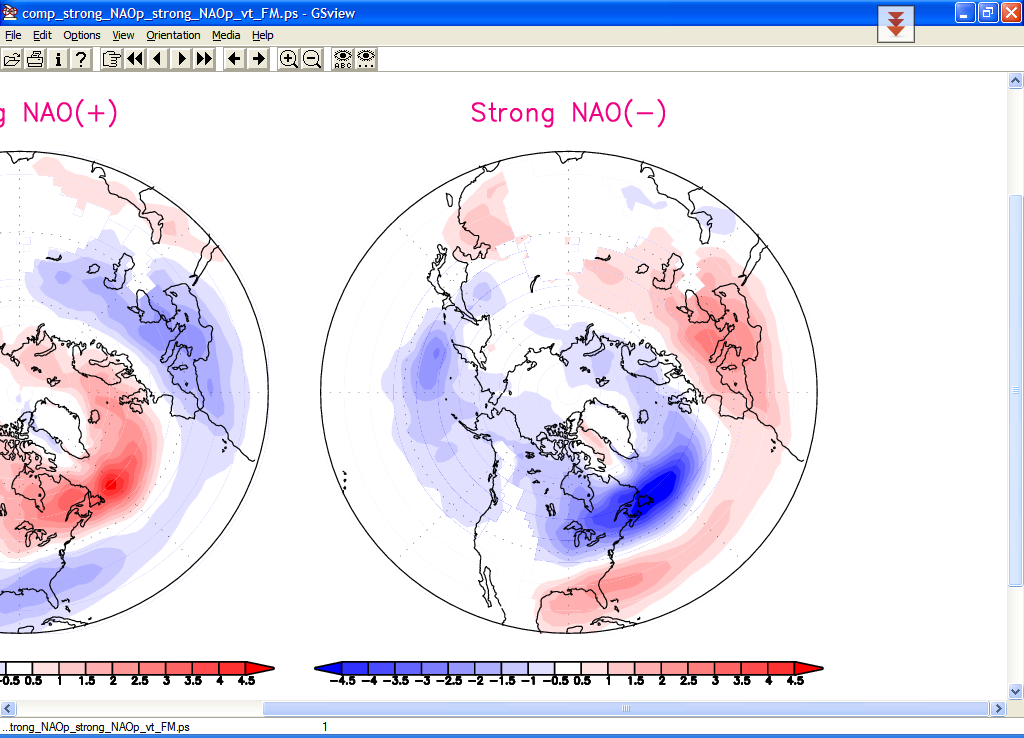 comp_strong_NAOp_strong_NAOp_vt_FM.ps - GSview
File Edit Options View Orientation Media Help
i ? ABC
g NAO(+) Strong NAO(−)
-0.5 0.5 1 1.5 2 2.5 3 3.5 4 4.5
−4.5 −4 −3.5 −3 −2.5 −2 −1.5 −1 −0.5 0.5 1 1.5 2 2.5 3 3.5 4 4.5
...trong_NAOp_strong_NAOp_vt_FM.ps 1